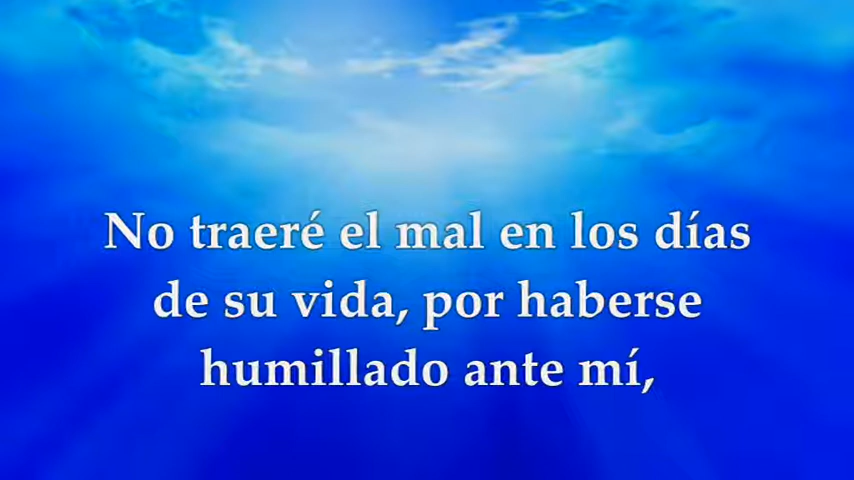 No traeré el mal en los días
de su vida, por haberse
humillado ante mí,